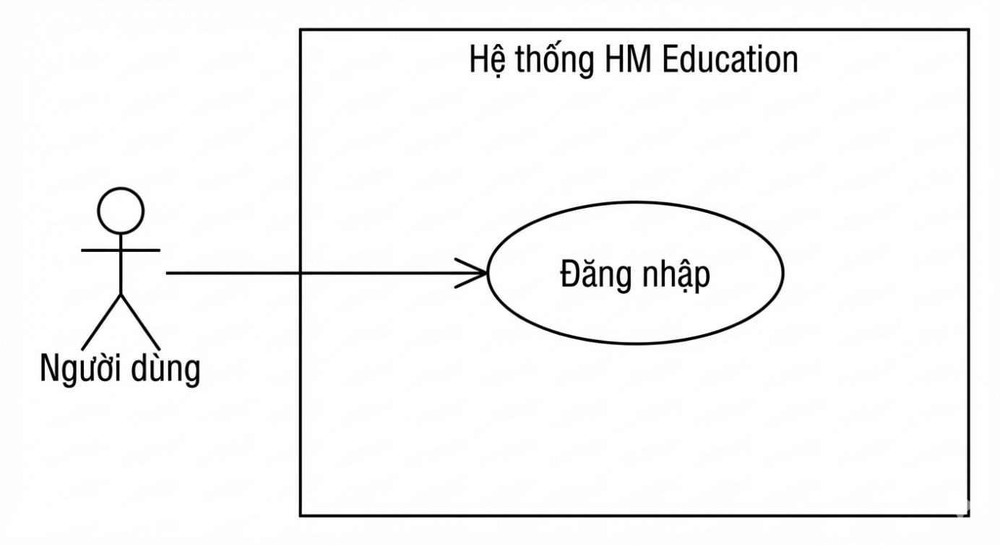 Hệ thống HM Education
Đăng nhập
Người dùng